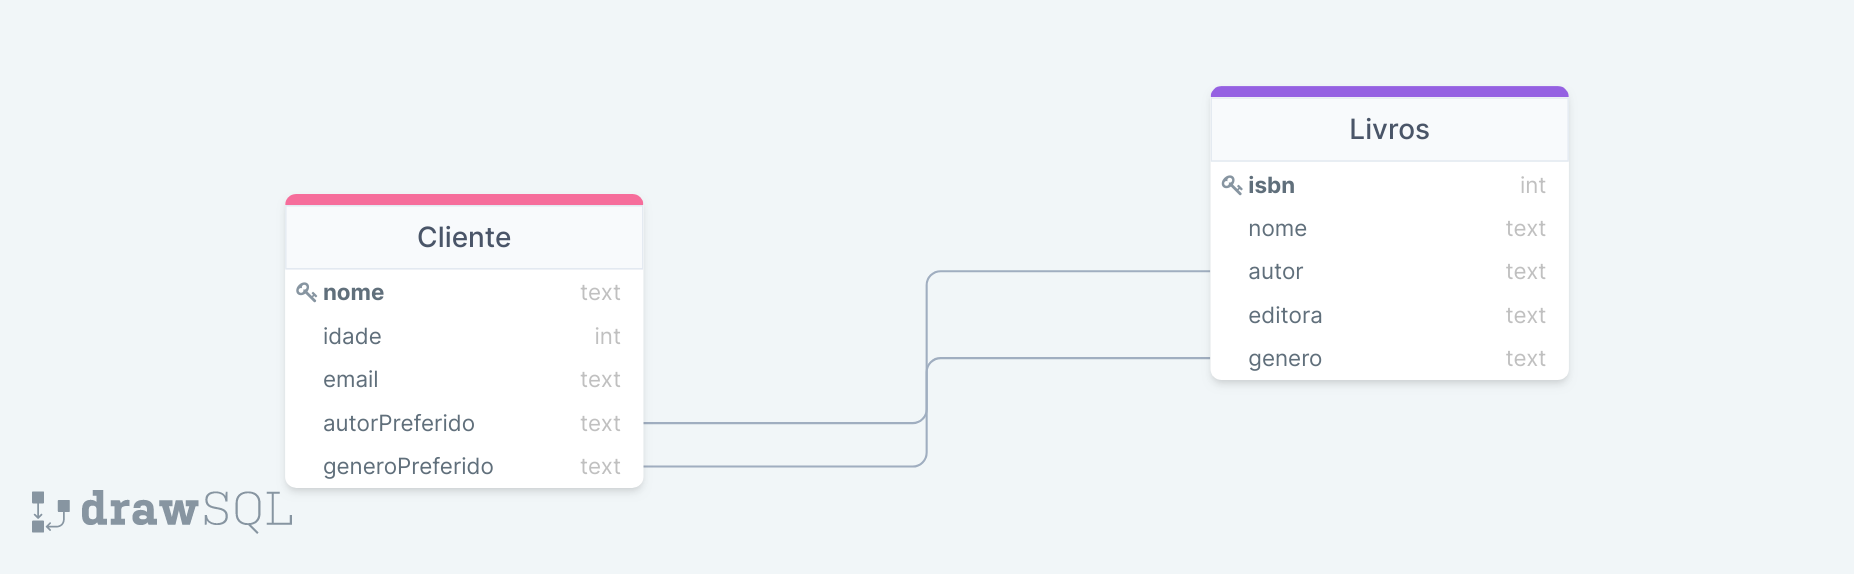 Cliente
nome text
idade int
email text
autorPreferido text
generoPreferido text
Livros
isbn int
nome text
autor text
editora text
genero text
drawSQL